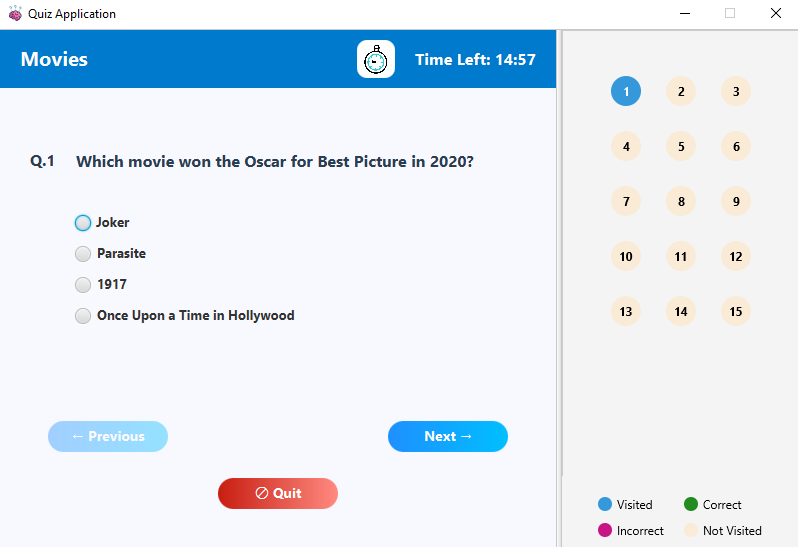 Quiz Application
Movies
Time Left: 14:57
Q.1 Which movie won the Oscar for Best Picture in 2020?
Joker
Parasite
1917
Once Upon a Time in Hollywood
← Previous
Next →
Quit
1 2 3
4 5 6
7 8 9
10 11 12
13 14 15
Visited Correct
Incorrect Not Visited